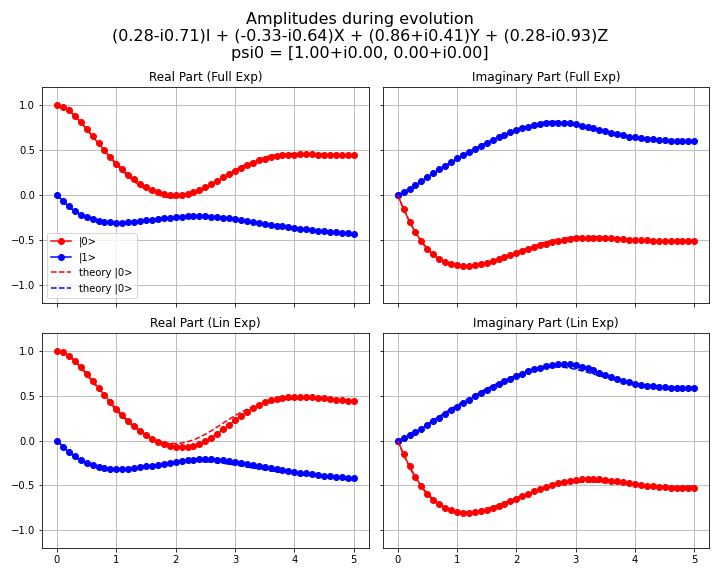 Amplitudes during evolution
(0.28-i0.71)I + (-0.33-i0.64)X + (0.86+i0.41)Y + (0.28-i0.93)Z
psi0 = [1.00+i0.00, 0.00+i0.00]
Real Part (Full Exp)
Imaginary Part (Full Exp)
1.0
0.5
0.0
−0.5
−1.0
|0>
|1>
theory |0>
theory |0>
Real Part (Lin Exp)
Imaginary Part (Lin Exp)
1.0
0.5
0.0
−0.5
−1.0
0 1 2 3 4 5
0 1 2 3 4 5